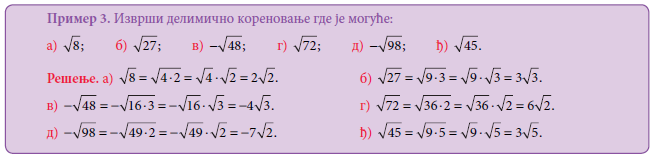 Пример 3. Изврши делимично кореновање где је могуће:
а) √8; б) √27; в) −√48; г) √72; д) −√98; ђ) √45.
Решење. а) √8 = √4·2 = √4 · √2 = 2√2. б) √27 = √9·3 = √9 · √3 = 3√3.
в) −√48 = −√16·3 = −√16 · √3 = −4√3. г) √72 = √36·2 = √36 · √2 = 6√2.
д) −√98 = −√49·2 = −√49 · √2 = −7√2. ђ) √45 = √9·5 = √9 · √5 = 3√5.